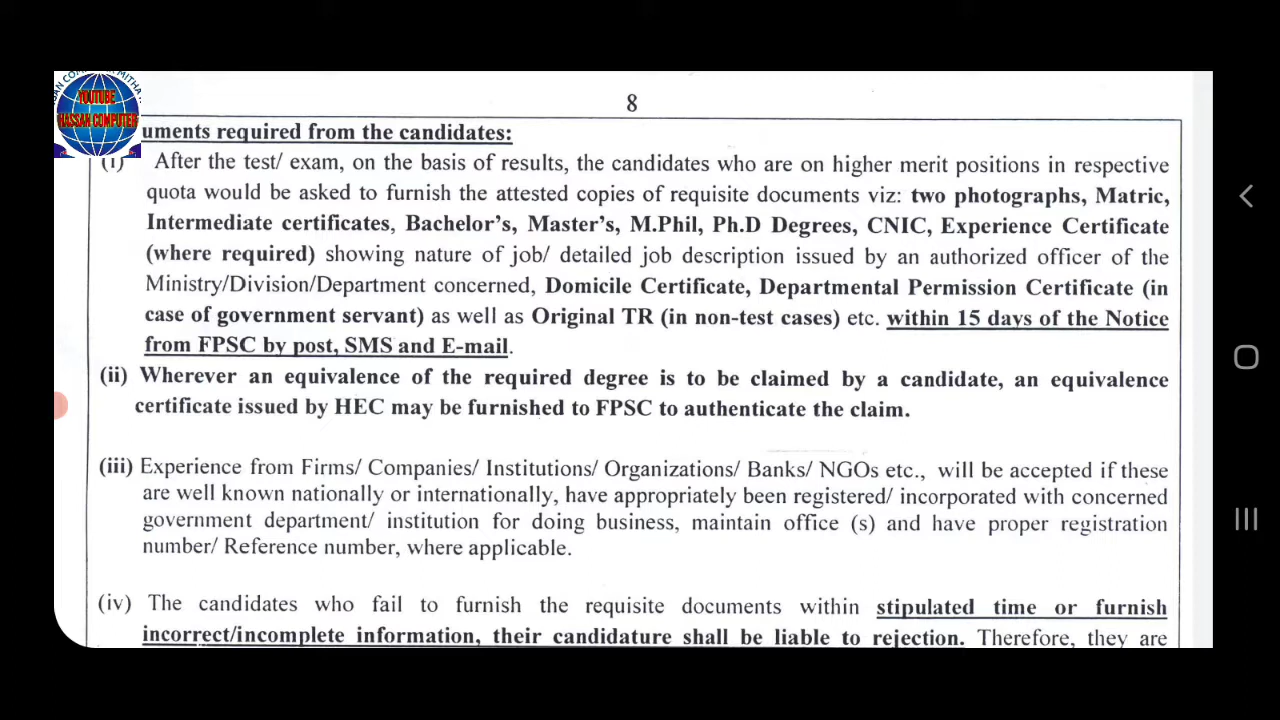 8
YOUTUBE
HASSAN COMPUTER
uments required from the candidates:
(i) After the test/ exam, on the basis of results, the candidates who are on higher merit positions in respective
quota would be asked to furnish the attested copies of requisite documents viz: two photographs, Matric,
Intermediate certificates, Bachelor's, Master's, M.Phil, Ph.D Degrees, CNIC, Experience Certificate
(where required) showing nature of job/ detailed job description issued by an authorized officer of the
Ministry/Division/Department concerned, Domicile Certificate, Departmental Permission Certificate (in
case of government servant) as well as Original TR (in non-test cases) etc. within 15 days of the Notice
from FPSC by post, SMS and E-mail.
(ii) Wherever an equivalence of the required degree is to be claimed by a candidate, an equivalence
certificate issued by HEC may be furnished to FPSC to authenticate the claim.
(iii) Experience from Firms/ Companies/ Institutions/ Organizations/ Banks/ NGOs etc., will be accepted if these
are well known nationally or internationally, have appropriately been registered/ incorporated with concerned
government department/ institution for doing business, maintain office (s) and have proper registration
number/ Reference number, where applicable.
(iv) The candidates who fail to furnish the requisite documents within stipulated time or furnish
incorrect/incomplete information, their candidature shall be liable to rejection. Therefore, they are